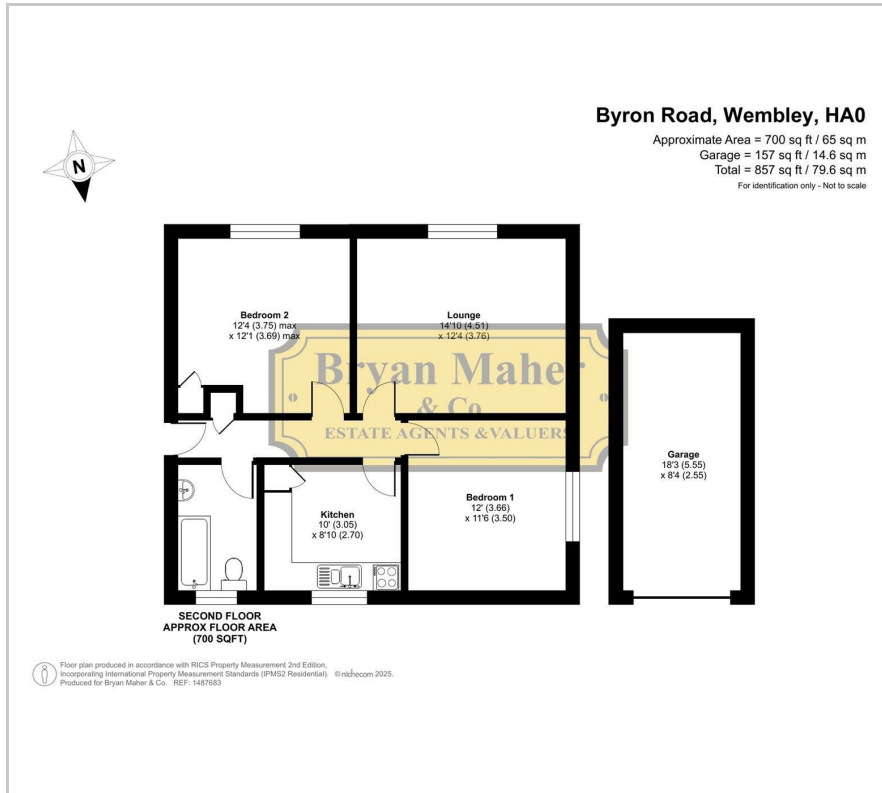 Byron Road, Wembley, HA0
Approximate Area = 700 sq ft / 65 sq m
Garage = 157 sq ft / 14.6 sq m
Total = 857 sq ft / 79.6 sq m
For identification only - Not to scale
N
Bedroom 2
12'4 (3.75) max
x 12'1 (3.69) max
Lounge
14'10 (4.51)
x 12'4 (3.76)
Bryan Maher
& Co
ESTATE AGENTS & VALUERS
Garage
18'3 (5.55)
x 8'4 (2.55)
Bedroom 1
12' (3.66)
x 11'6 (3.50)
Kitchen
10' (3.05)
x 8'10 (2.70)
SECOND FLOOR
APPROX FLOOR AREA
(700 SQFT)
Floor plan produced in accordance with RICS Property Measurement 2nd Edition,
Incorporating International Property Measurement Standards (IPMS2 Residential). © ntchecom 2025.
Produced for Bryan Maher & Co. REF: 1487683